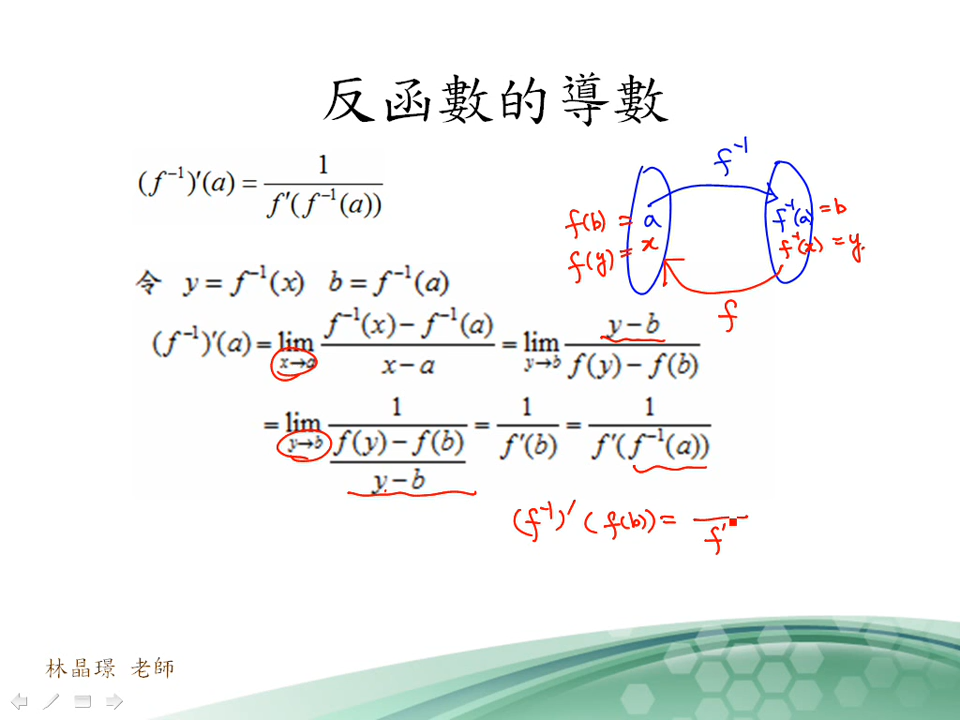 反函數的導數
(f⁻¹)'(a) = 1 / f'(f⁻¹(a))
f⁻¹
f(b) = a
f⁻¹(a) = b
f(y) = x
f⁻¹(x) = y.
f
令 y = f⁻¹(x) b = f⁻¹(a)
(f⁻¹)'(a) = lim x→a (f⁻¹(x) − f⁻¹(a)) / (x − a) = lim y→b (y − b) / (f(y) − f(b))
= lim y→b 1 / ((f(y) − f(b)) / (y − b)) = 1 / f'(b) = 1 / f'(f⁻¹(a))
(f⁻¹)'(f(b)) = / f'
林晶璟 老師